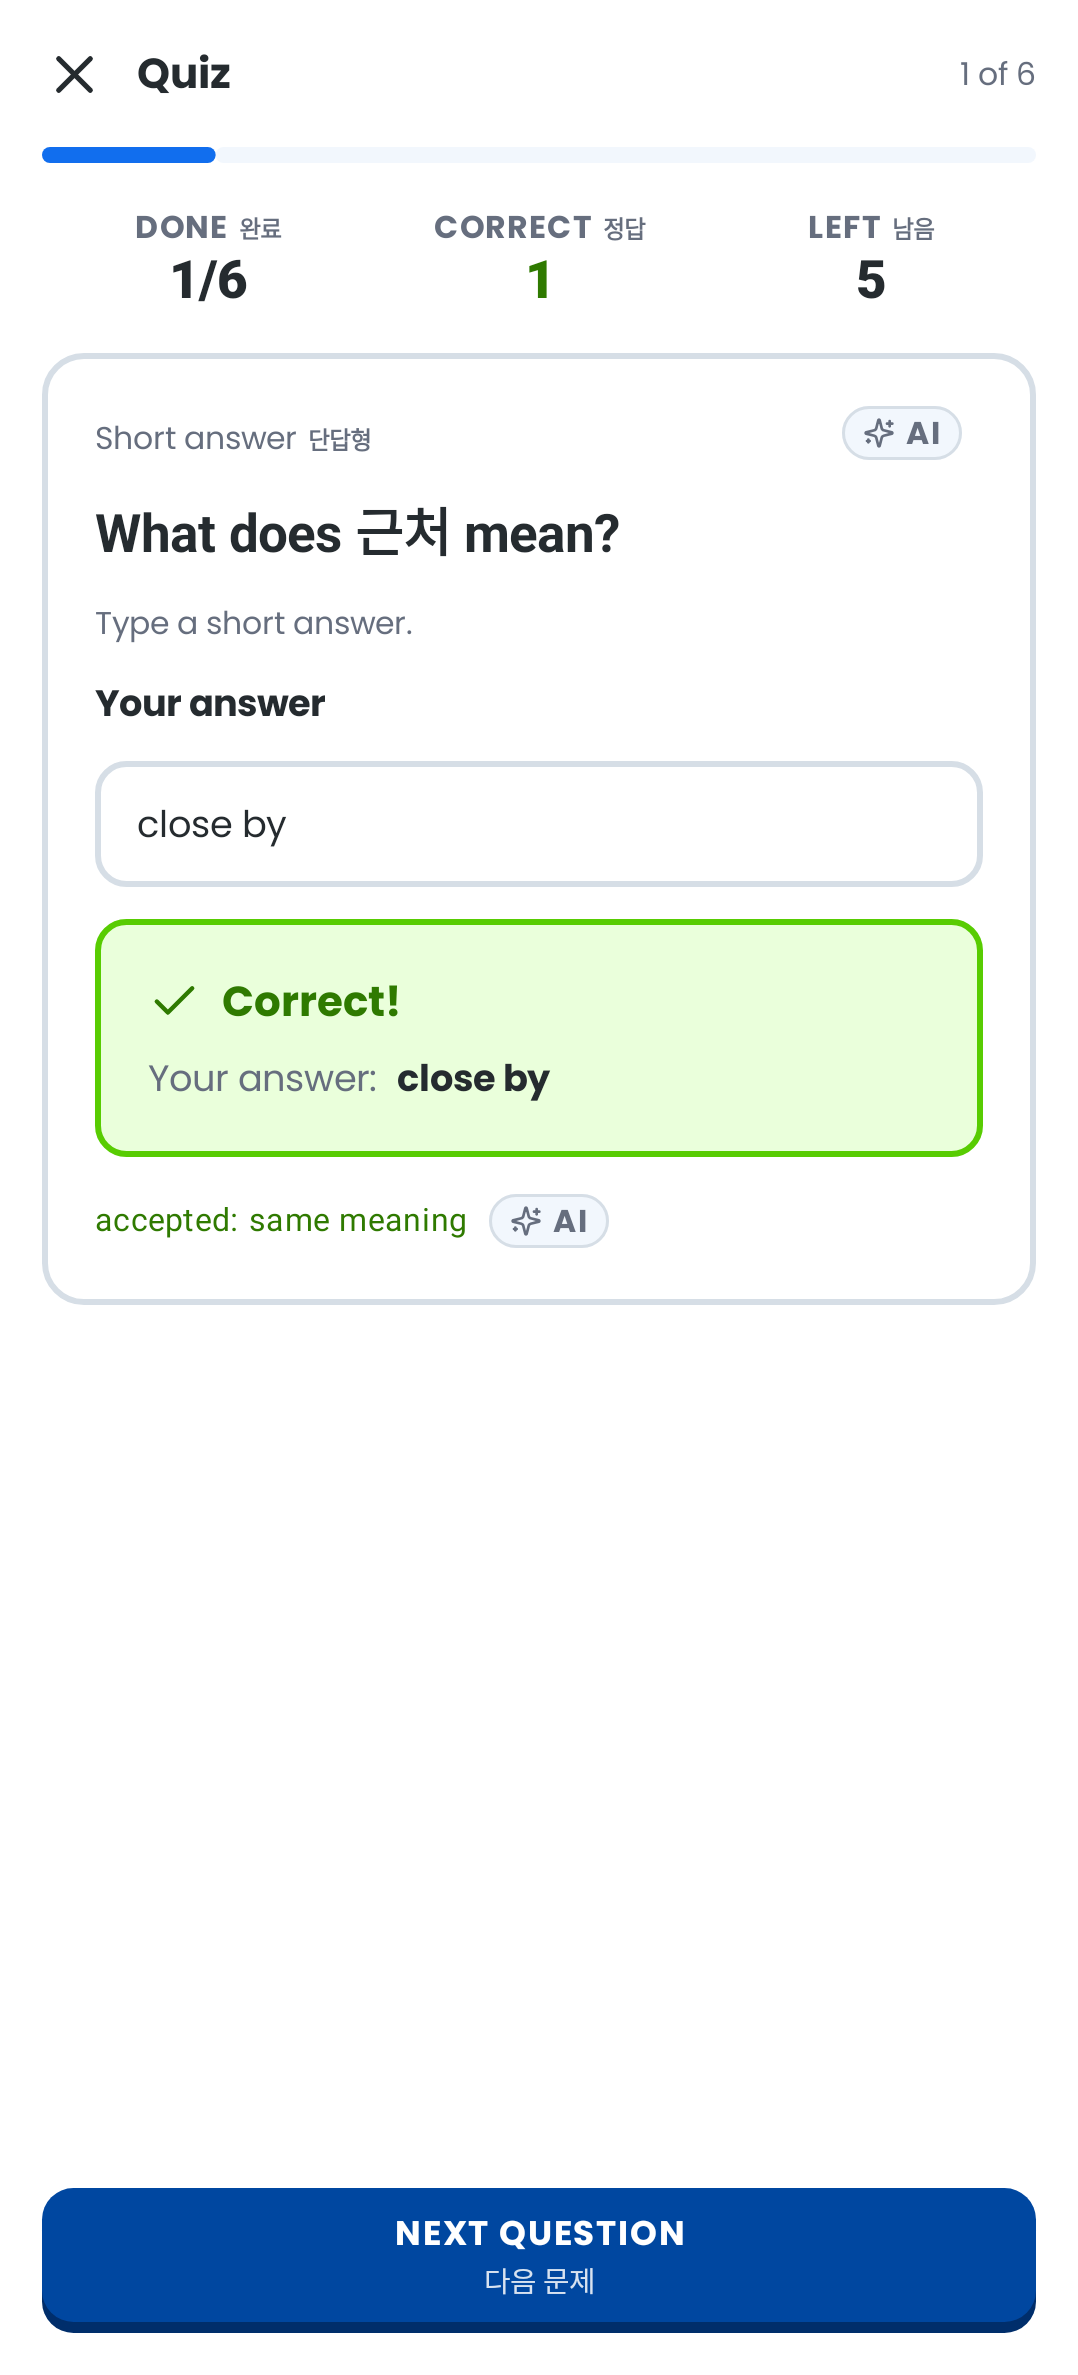 Quiz
1 of 6
DONE 완료
CORRECT 정답
LEFT 남음
1/6
1
5
Short answer 단답형
AI
What does 근처 mean?
Type a short answer.
Your answer
close by
Correct!
Your answer: close by
accepted: same meaning AI
NEXT QUESTION
다음 문제